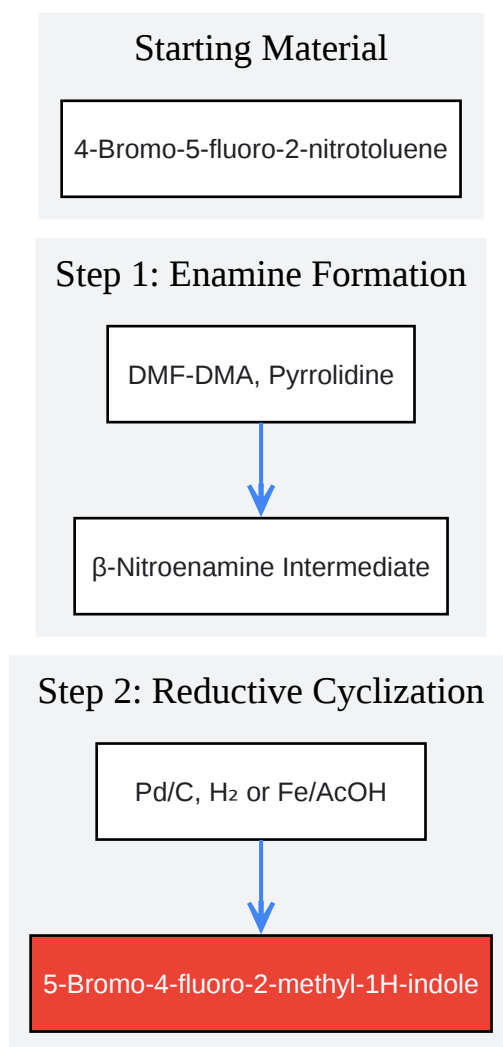 Starting Material
4-Bromo-5-fluoro-2-nitrotoluene
Step 1: Enamine Formation
DMF-DMA, Pyrrolidine
β-Nitroenamine Intermediate
Step 2: Reductive Cyclization
Pd/C, H₂ or Fe/AcOH
5-Bromo-4-fluoro-2-methyl-1H-indole